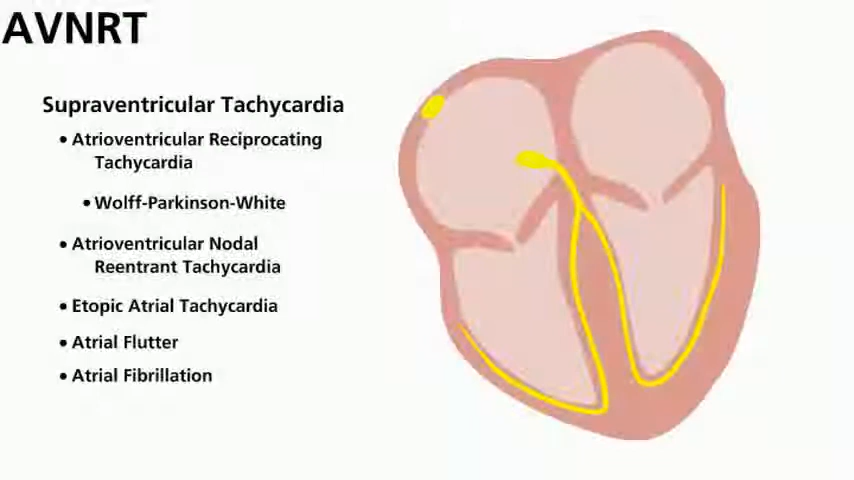 AVNRT
Supraventricular Tachycardia
• Atrioventricular Reciprocating
Tachycardia
• Wolff-Parkinson-White
• Atrioventricular Nodal
Reentrant Tachycardia
• Etopic Atrial Tachycardia
• Atrial Flutter
• Atrial Fibrillation